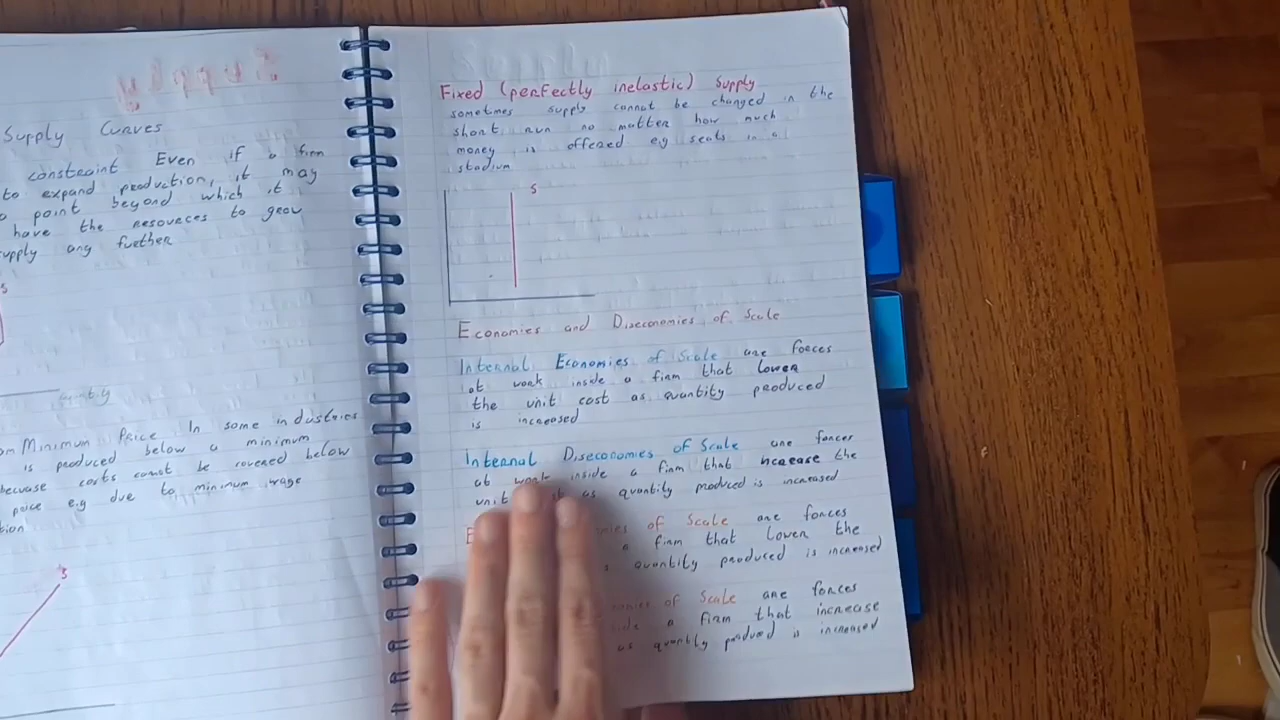 Supply
Supply Curves
constraint Even if a firm
to expand production, it may
point beyond which it
have the resources to grow
supply any further
s
Minimum Price In some industries
is produced below a minimum
because costs cannot be covered below
price e.g due to minimum wage
s
Fixed (perfectly inelastic) Supply
sometimes supply cannot be changed in the
short run no matter how much
money is offered eg seats in a
stadium
s
Economies and Diseconomies of Scale
Internal Economies of Scale are forces
at work inside a firm that lower
the unit cost as quantity produced
is increased
Internal Diseconomies of Scale are forces
at work inside a firm that increase the
unit as quantity produced is increased
of Scale are forces
a firm that lower the
quantity produced is increased
of Scale are forces
a firm that increase
as quantity produced is increased